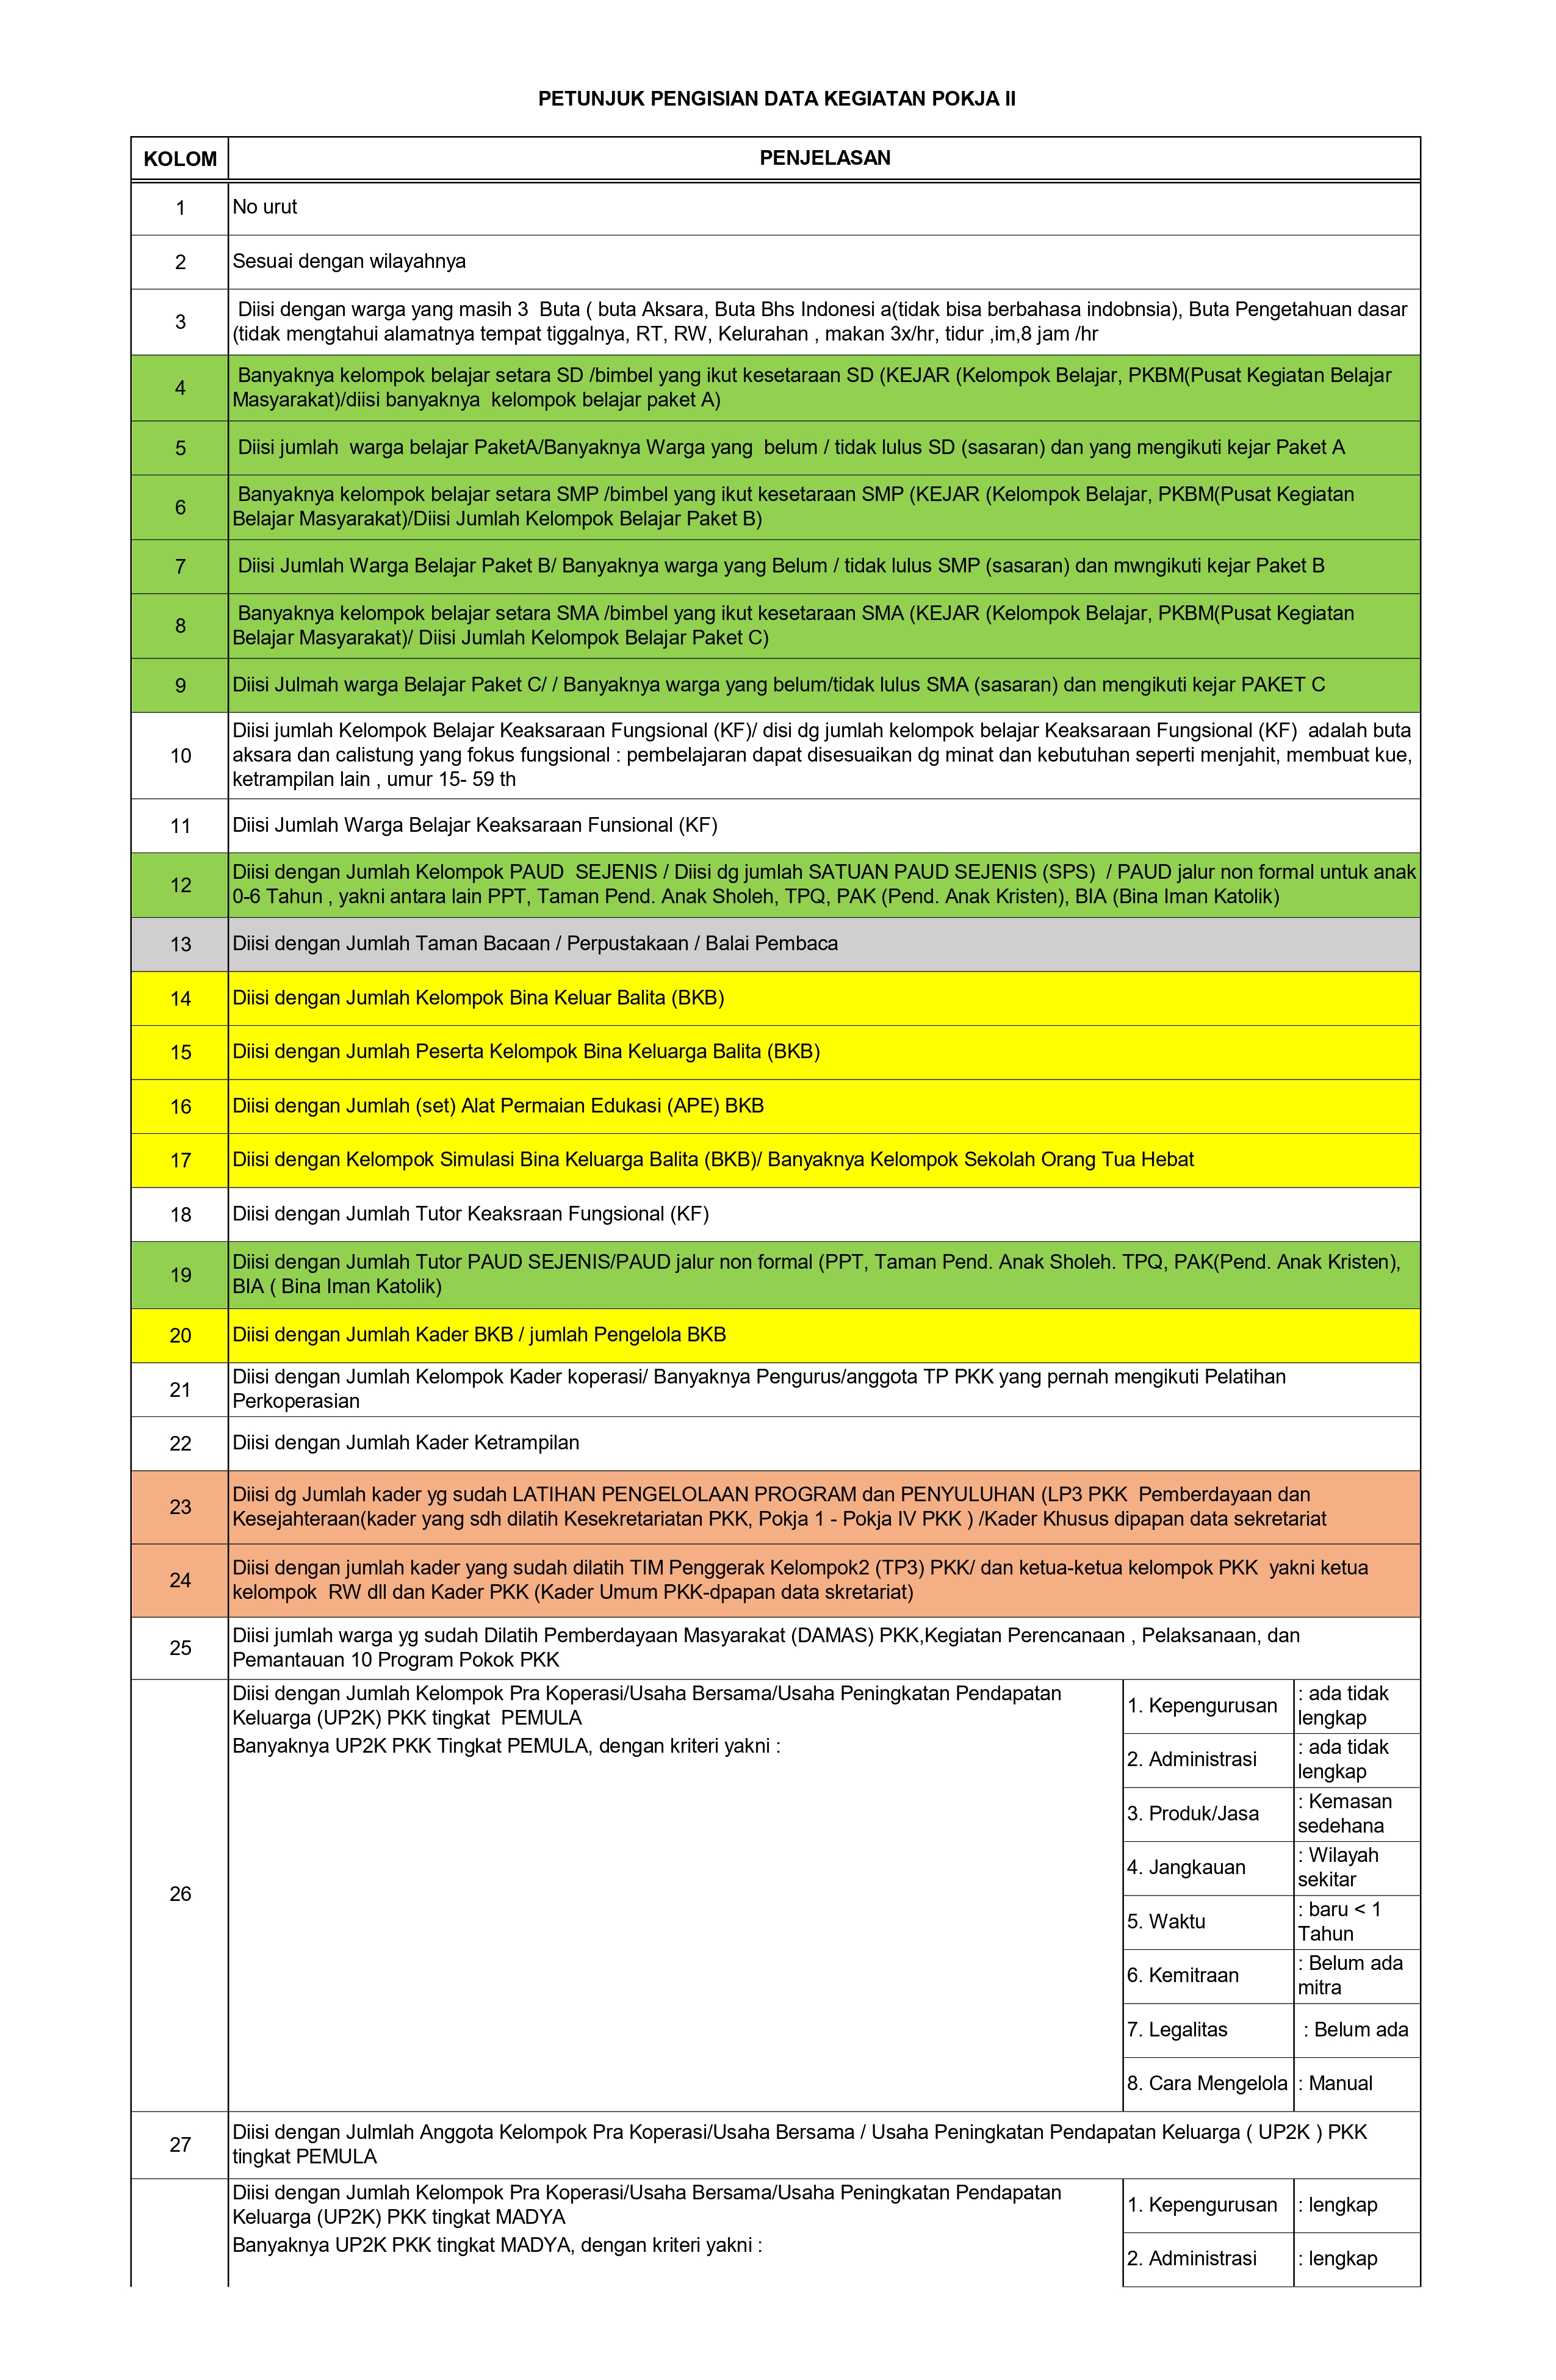 PETUNJUK PENGISIAN DATA KEGIATAN POKJA II
KOLOM PENJELASAN
1 No urut
2 Sesuai dengan wilayahnya
3 Diisi dengan warga yang masih 3 Buta ( buta Aksara, Buta Bhs Indonesi a(tidak bisa berbahasa indobnsia), Buta Pengetahuan dasar
(tidak mengtahui alamatnya tempat tiggalnya, RT, RW, Kelurahan , makan 3x/hr, tidur ,im,8 jam /hr
4 Banyaknya kelompok belajar setara SD /bimbel yang ikut kesetaraan SD (KEJAR (Kelompok Belajar, PKBM(Pusat Kegiatan Belajar
Masyarakat)/diisi banyaknya kelompok belajar paket A)
5 Diisi jumlah warga belajar PaketA/Banyaknya Warga yang belum / tidak lulus SD (sasaran) dan yang mengikuti kejar Paket A
6 Banyaknya kelompok belajar setara SMP /bimbel yang ikut kesetaraan SMP (KEJAR (Kelompok Belajar, PKBM(Pusat Kegiatan
Belajar Masyarakat)/Diisi Jumlah Kelompok Belajar Paket B)
7 Diisi Jumlah Warga Belajar Paket B/ Banyaknya warga yang Belum / tidak lulus SMP (sasaran) dan mwngikuti kejar Paket B
8 Banyaknya kelompok belajar setara SMA /bimbel yang ikut kesetaraan SMA (KEJAR (Kelompok Belajar, PKBM(Pusat Kegiatan
Belajar Masyarakat)/ Diisi Jumlah Kelompok Belajar Paket C)
9 Diisi Julmah warga Belajar Paket C/ / Banyaknya warga yang belum/tidak lulus SMA (sasaran) dan mengikuti kejar PAKET C
10 Diisi jumlah Kelompok Belajar Keaksaraan Fungsional (KF)/ disi dg jumlah kelompok belajar Keaksaraan Fungsional (KF) adalah buta
aksara dan calistung yang fokus fungsional : pembelajaran dapat disesuaikan dg minat dan kebutuhan seperti menjahit, membuat kue,
ketrampilan lain , umur 15- 59 th
11 Diisi Jumlah Warga Belajar Keaksaraan Funsional (KF)
12 Diisi dengan Jumlah Kelompok PAUD SEJENIS / Diisi dg jumlah SATUAN PAUD SEJENIS (SPS) / PAUD jalur non formal untuk anak
0-6 Tahun , yakni antara lain PPT, Taman Pend. Anak Sholeh, TPQ, PAK (Pend. Anak Kristen), BIA (Bina Iman Katolik)
13 Diisi dengan Jumlah Taman Bacaan / Perpustakaan / Balai Pembaca
14 Diisi dengan Jumlah Kelompok Bina Keluar Balita (BKB)
15 Diisi dengan Jumlah Peserta Kelompok Bina Keluarga Balita (BKB)
16 Diisi dengan Jumlah (set) Alat Permaian Edukasi (APE) BKB
17 Diisi dengan Kelompok Simulasi Bina Keluarga Balita (BKB)/ Banyaknya Kelompok Sekolah Orang Tua Hebat
18 Diisi dengan Jumlah Tutor Keaksraan Fungsional (KF)
19 Diisi dengan Jumlah Tutor PAUD SEJENIS/PAUD jalur non formal (PPT, Taman Pend. Anak Sholeh. TPQ, PAK(Pend. Anak Kristen),
BIA ( Bina Iman Katolik)
20 Diisi dengan Jumlah Kader BKB / jumlah Pengelola BKB
21 Diisi dengan Jumlah Kelompok Kader koperasi/ Banyaknya Pengurus/anggota TP PKK yang pernah mengikuti Pelatihan
Perkoperasian
22 Diisi dengan Jumlah Kader Ketrampilan
23 Diisi dg Jumlah kader yg sudah LATIHAN PENGELOLAAN PROGRAM dan PENYULUHAN (LP3 PKK Pemberdayaan dan
Kesejahteraan(kader yang sdh dilatih Kesekretariatan PKK, Pokja 1 - Pokja IV PKK ) /Kader Khusus dipapan data sekretariat
24 Diisi dengan jumlah kader yang sudah dilatih TIM Penggerak Kelompok2 (TP3) PKK/ dan ketua-ketua kelompok PKK yakni ketua
kelompok RW dll dan Kader PKK (Kader Umum PKK-dpapan data skretariat)
25 Diisi jumlah warga yg sudah Dilatih Pemberdayaan Masyarakat (DAMAS) PKK,Kegiatan Perencanaan , Pelaksanaan, dan
Pemantauan 10 Program Pokok PKK
26 Diisi dengan Jumlah Kelompok Pra Koperasi/Usaha Bersama/Usaha Peningkatan Pendapatan
Keluarga (UP2K) PKK tingkat PEMULA
Banyaknya UP2K PKK Tingkat PEMULA, dengan kriteri yakni :
1. Kepengurusan : ada tidak
lengkap
2. Administrasi : ada tidak
lengkap
3. Produk/Jasa : Kemasan
sedehana
4. Jangkauan : Wilayah
sekitar
5. Waktu : baru < 1
Tahun
6. Kemitraan : Belum ada
mitra
7. Legalitas : Belum ada
8. Cara Mengelola : Manual
27 Diisi dengan Julmlah Anggota Kelompok Pra Koperasi/Usaha Bersama / Usaha Peningkatan Pendapatan Keluarga ( UP2K ) PKK
tingkat PEMULA
Diisi dengan Jumlah Kelompok Pra Koperasi/Usaha Bersama/Usaha Peningkatan Pendapatan
Keluarga (UP2K) PKK tingkat MADYA
Banyaknya UP2K PKK tingkat MADYA, dengan kriteri yakni :
1. Kepengurusan : lengkap
2. Administrasi : lengkap